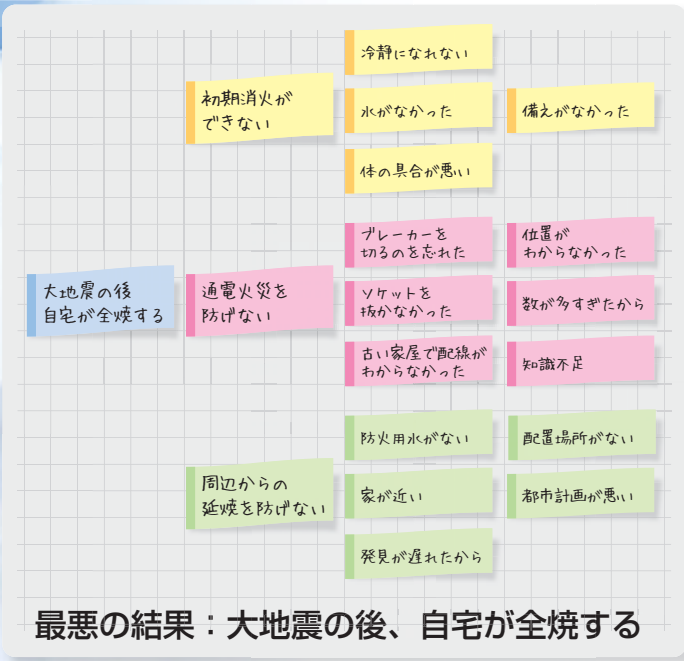 冷静になれない
初期消火が
できない
水がなかった
備えがなかった
体の具合が悪い
大地震の後
自宅が全焼する
通電火災を
防げない
ブレーカーを
切るのを忘れた
位置が
わからなかった
ソケットを
抜かなかった
数が多すぎたから
古い家屋で配線が
わからなかった
知識不足
周辺からの
延焼を防げない
防火用水がない
配置場所がない
家が近い
都市計画が悪い
発見が遅れたから
最悪の結果：大地震の後、自宅が全焼する